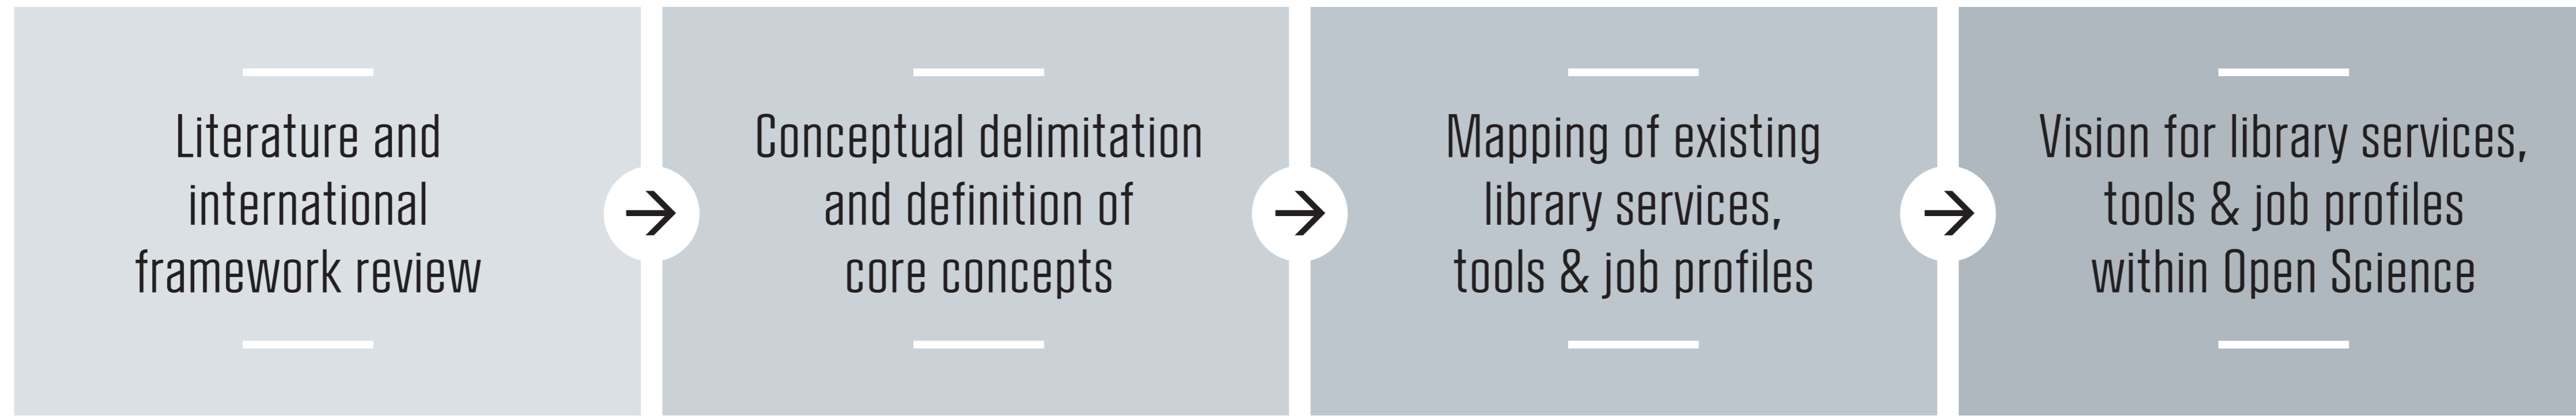 Literature and
international
framework review
Conceptual delimitation
and definition of
core concepts
Mapping of existing
library services,
tools & job profiles
Vision for library services,
tools & job profiles
within Open Science